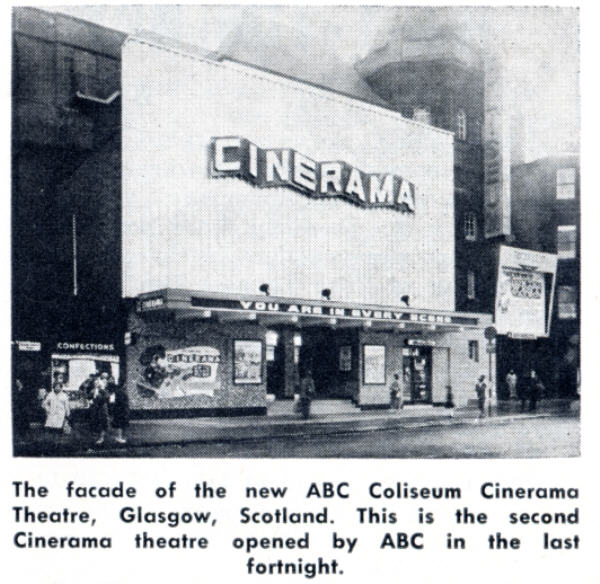 CINERAMA
YOU ARE IN EVERY SCENE
CONFECTIONS
CINERAMA
The facade of the new ABC Coliseum Cinerama
Theatre, Glasgow, Scotland. This is the second
Cinerama theatre opened by ABC in the last
fortnight.